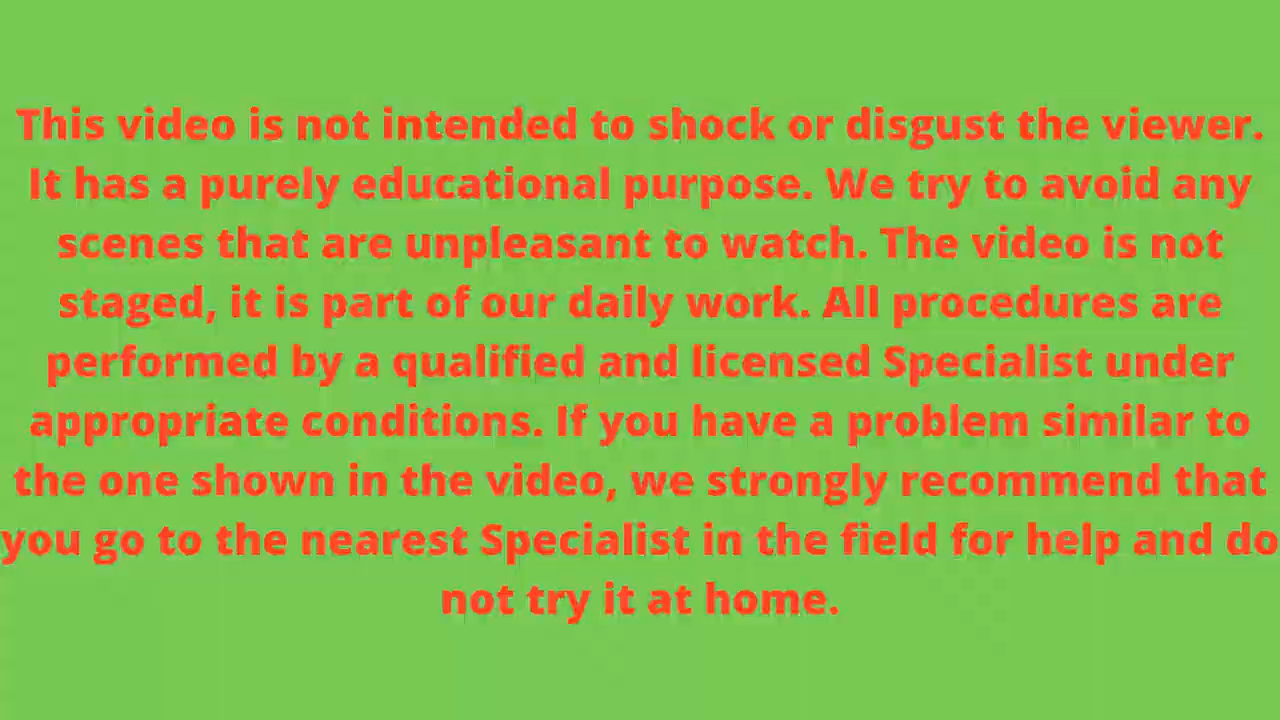 This video is not intended to shock or disgust the viewer.
It has a purely educational purpose. We try to avoid any
scenes that are unpleasant to watch. The video is not
staged, it is part of our daily work. All procedures are
performed by a qualified and licensed Specialist under
appropriate conditions. If you have a problem similar to
the one shown in the video, we strongly recommend that
you go to the nearest Specialist in the field for help and do
not try it at home.